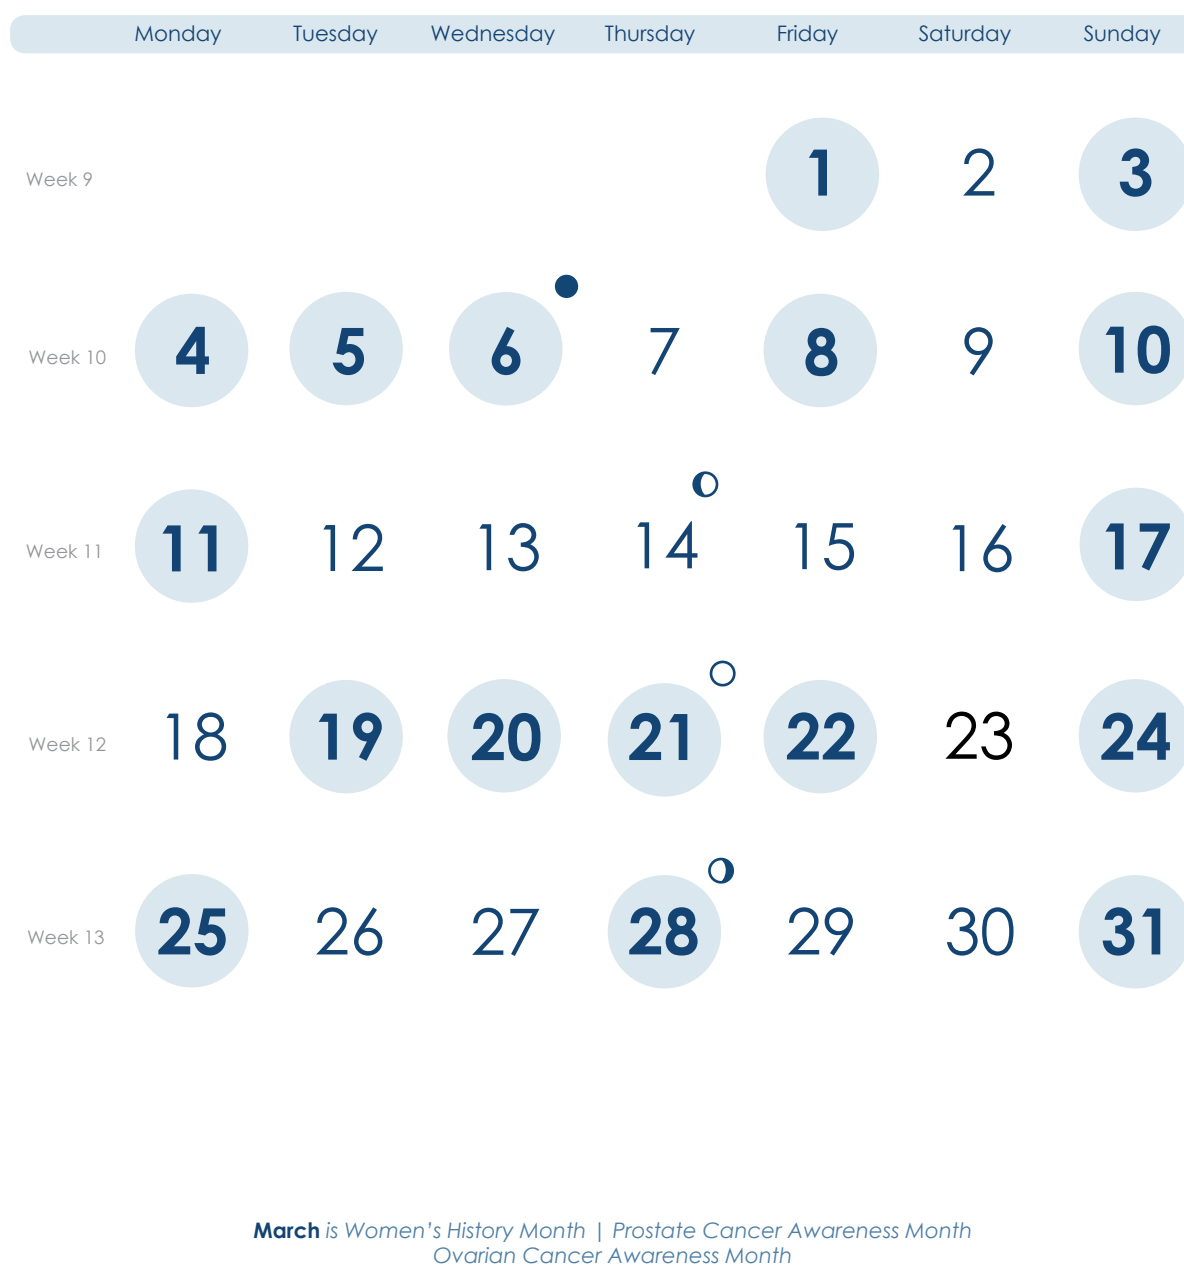 Monday Tuesday Wednesday Thursday Friday Saturday Sunday
Week 9 1 2 3
Week 10 4 5 6 7 8 9 10
Week 11 11 12 13 14 15 16 17
Week 12 18 19 20 21 22 23 24
Week 13 25 26 27 28 29 30 31
March is Women’s History Month | Prostate Cancer Awareness Month
Ovarian Cancer Awareness Month